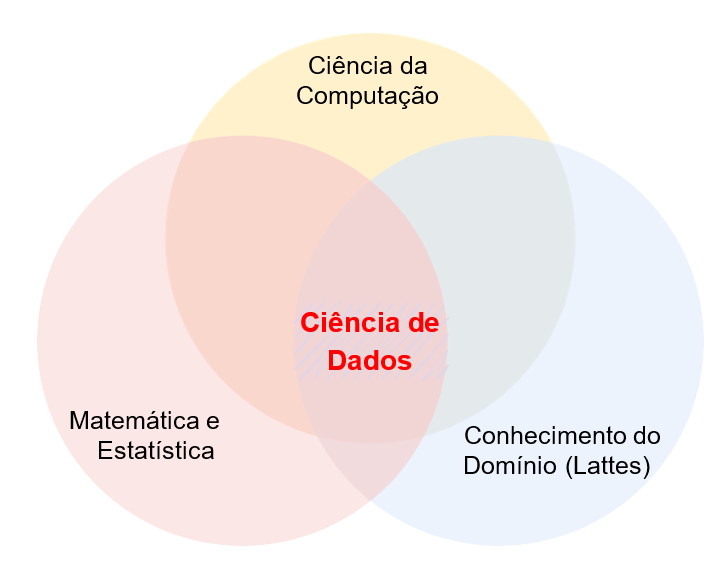 Ciência da
Computação
Ciência de
Dados
Matemática e
Estatística
Conhecimento do
Domínio (Lattes)